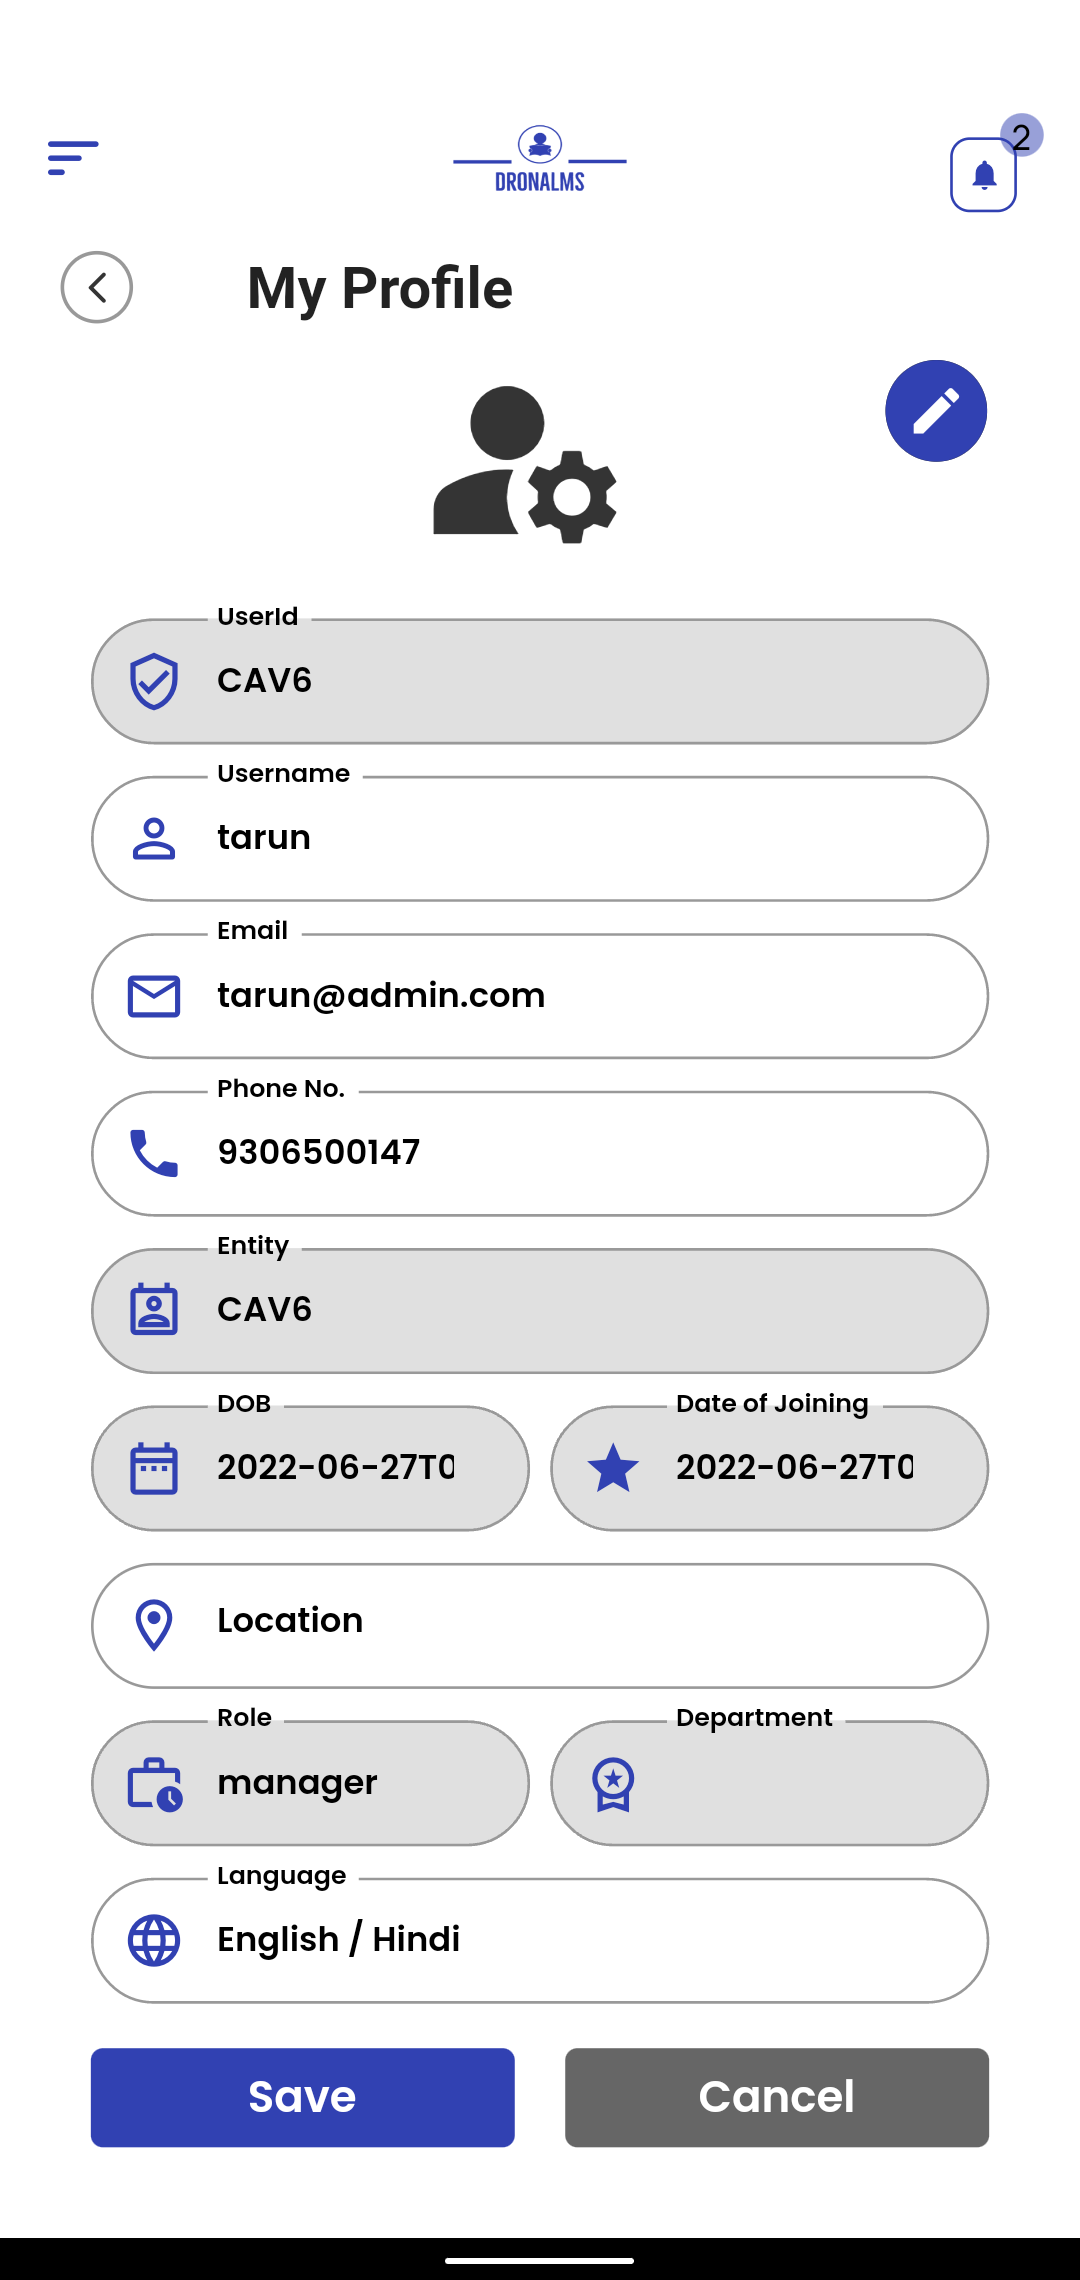 2
DRONALMS
My Profile
UserId
CAV6
Username
tarun
Email
tarun@admin.com
Phone No.
9306500147
Entity
CAV6
DOB
Date of Joining
2022-06-27T0
2022-06-27T0
Location
Role
Department
manager
Language
English / Hindi
Save
Cancel